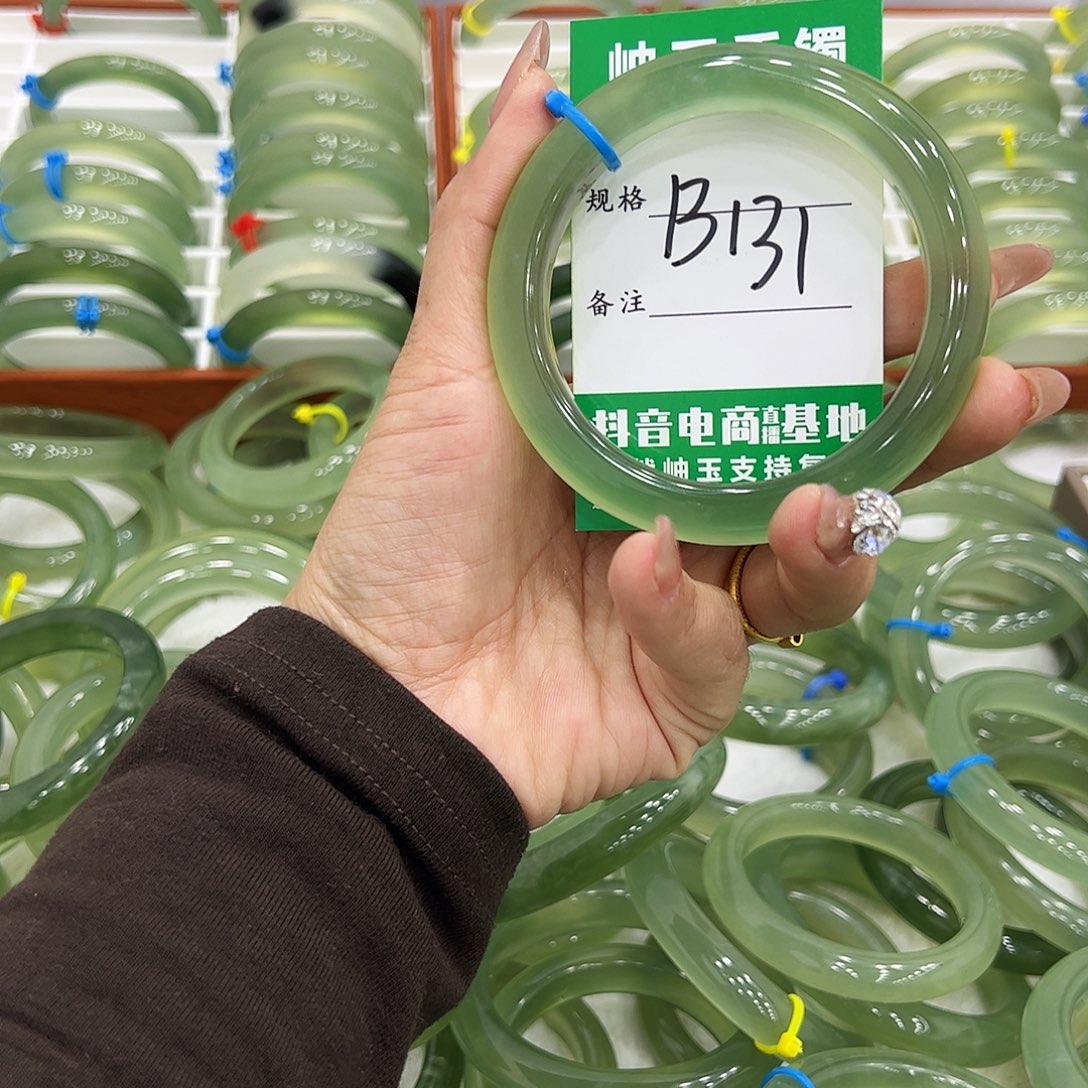 岫玉手镯
规格 B131
备注
抖音电商直播基地
岫玉支持复